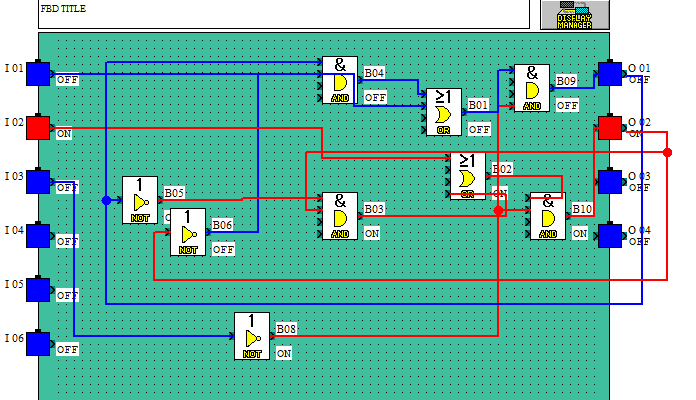 FBD TITLE
DISPLAY
MANAGER
I 01
OFF
&
AND
B04
OFF
≥1
OR
B01
OFF
&
AND
B09
OFF
O 01
OFF
I 02
ON
O 02
I 03
OFF
≥1
OR
B02
ON
O 03
OFF
1
NOT
B05
1
NOT
B06
OFF
&
AND
B03
ON
&
AND
B10
ON
I 04
OFF
O 04
OFF
I 05
OFF
I 06
OFF
1
NOT
B08
ON